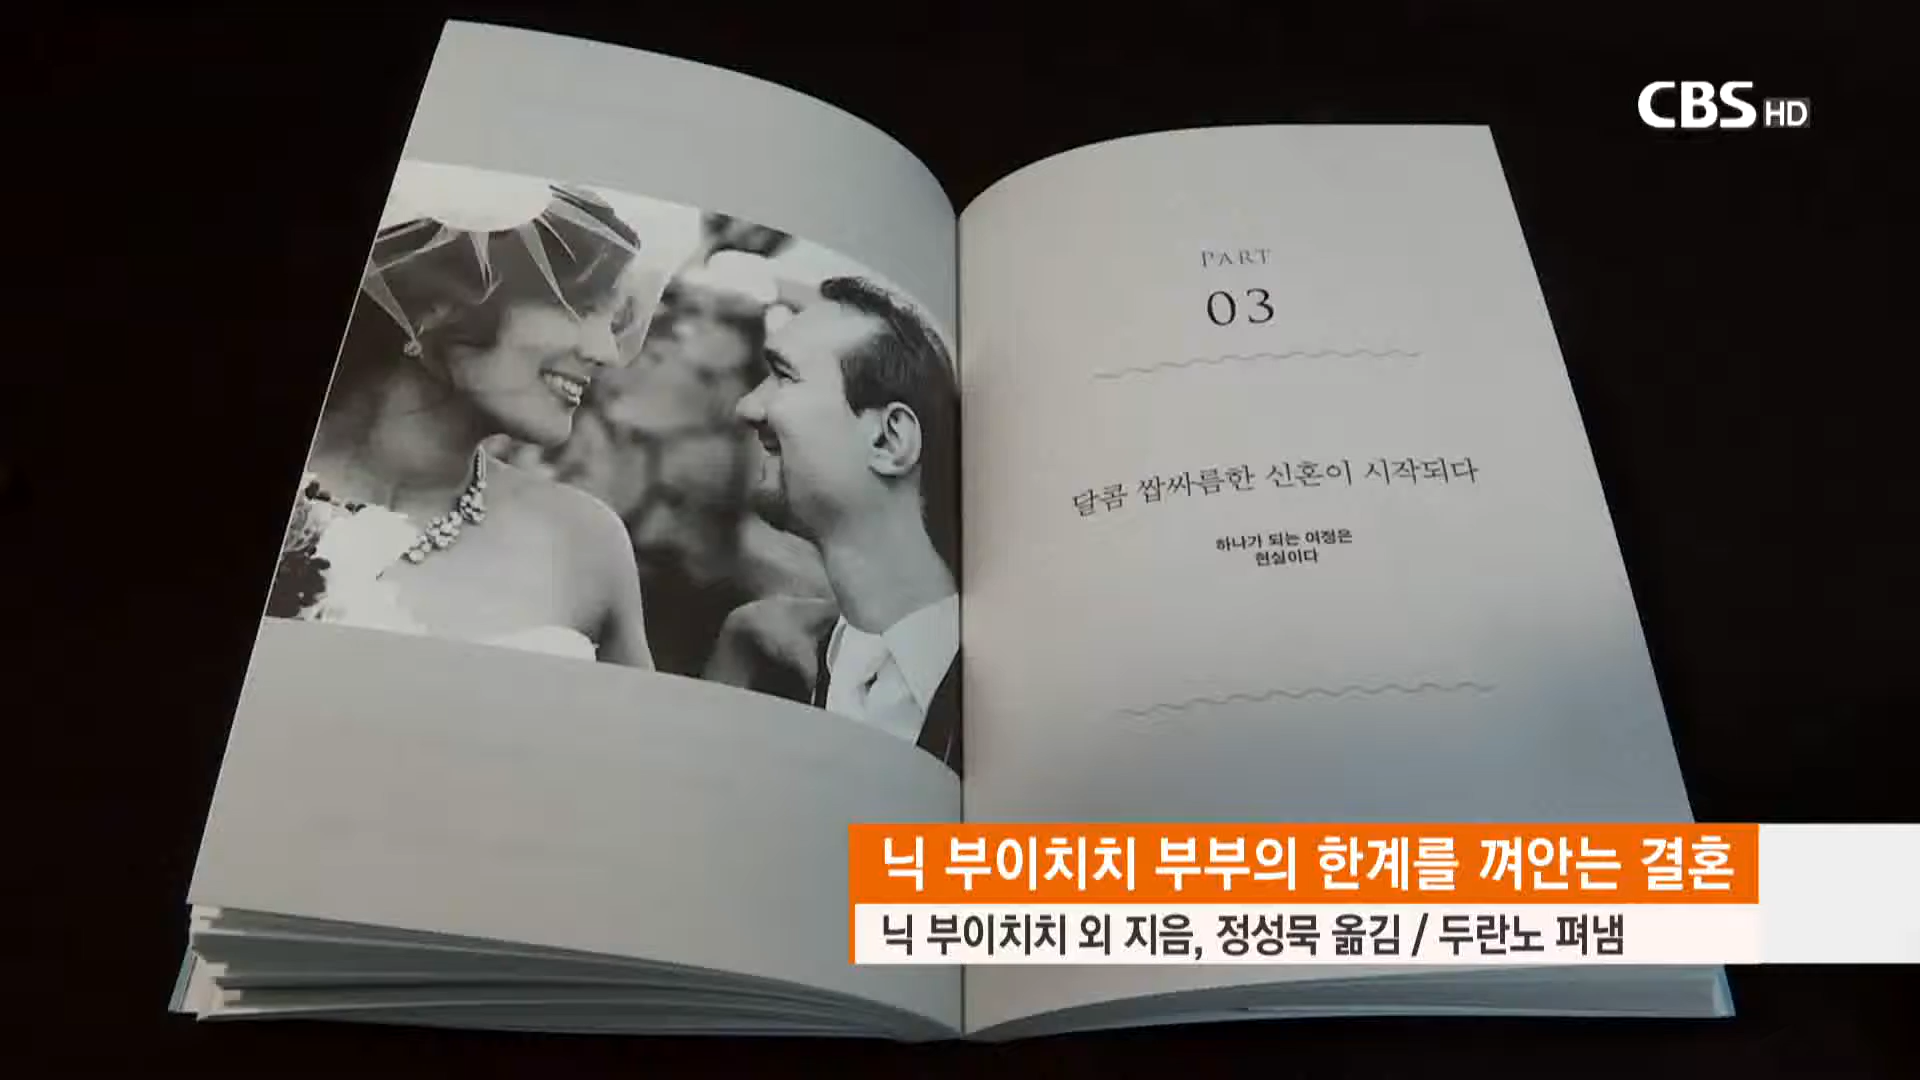 CBS HD
PART
03
달콤 쌉싸름한 신혼이 시작되다
하나가 되는 여정은
현실이다
닉 부이치치 부부의 한계를 껴안는 결혼
닉 부이치치 외 지음, 정성묵 옮김 / 두란노 펴냄